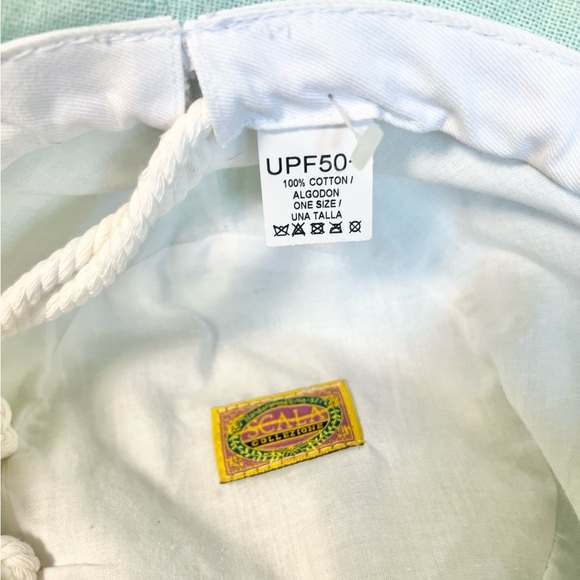 UPF50+
100% COTTON /
ALGODON
ONE SIZE /
UNA TALLA
SCALA
COLLEZIONE